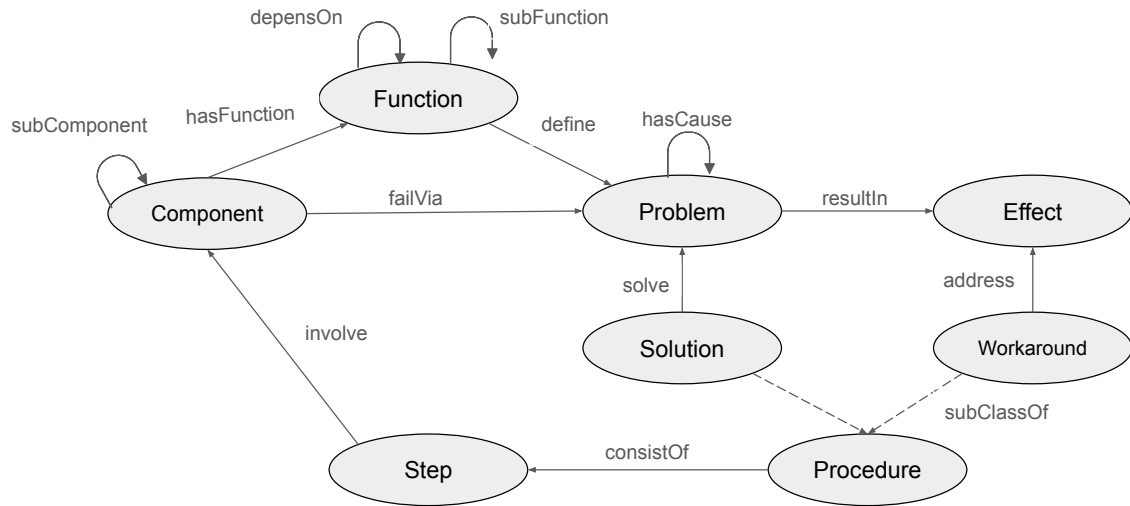 depensOn
subFunction
Function
subComponent
hasFunction
define
hasCause
Component
failVia
Problem
resultIn
Effect
solve
address
involve
Solution
Workaround
subClassOf
Step
consistOf
Procedure